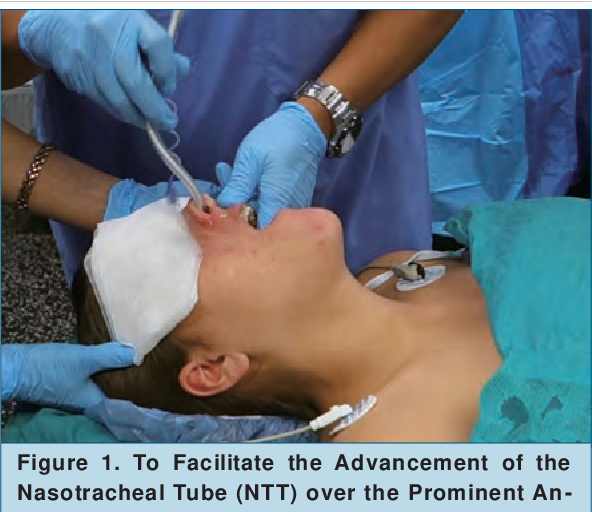 Figure 1. To Facilitate the Advancement of the
Nasotracheal Tube (NTT) over the Prominent An-